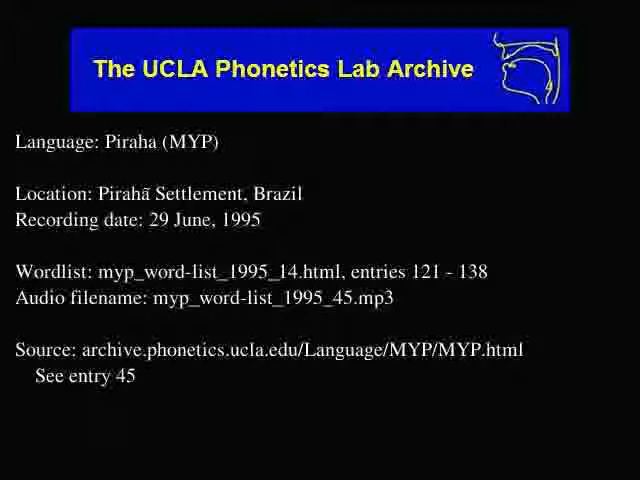 The UCLA Phonetics Lab Archive
Language: Piraha (MYP)
Location: Pirahã Settlement, Brazil
Recording date: 29 June, 1995
Wordlist: myp_word-list_1995_14.html, entries 121 - 138
Audio filename: myp_word-list_1995_45.mp3
Source: archive.phonetics.ucla.edu/Language/MYP/MYP.html
See entry 45